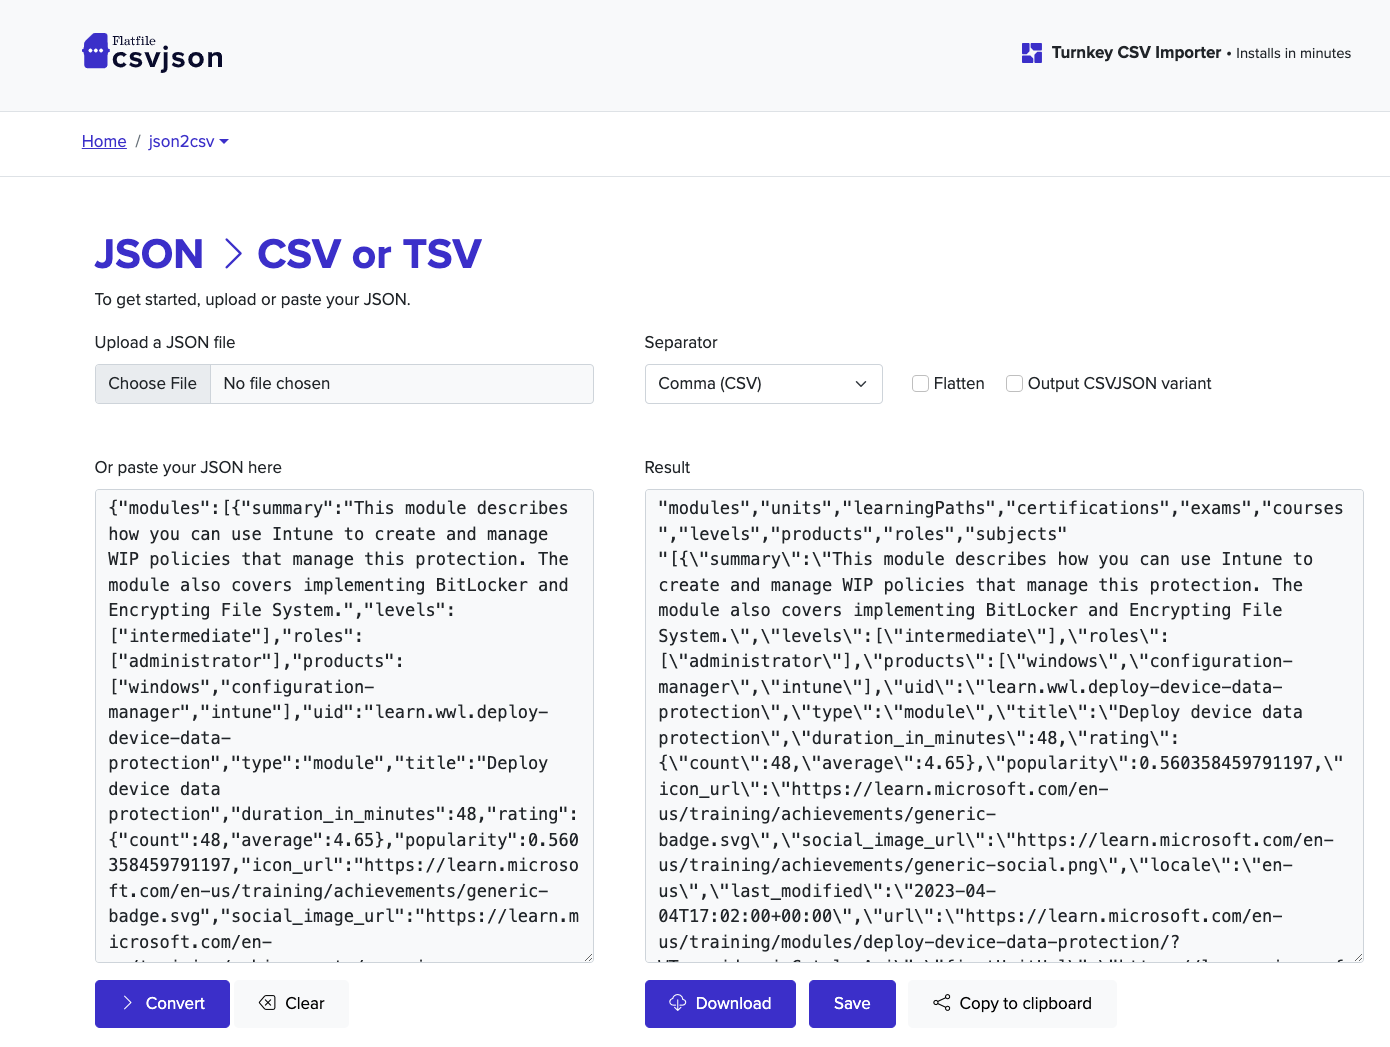 Flatfile
csvjson
Turnkey CSV Importer • Installs in minutes
Home / json2csv
JSON > CSV or TSV
To get started, upload or paste your JSON.
Upload a JSON file
Choose File No file chosen
Separator
Comma (CSV)
Flatten
Output CSVJSON variant
Or paste your JSON here
{"modules":[{"summary":"This module describes
how you can use Intune to create and manage
WIP policies that manage this protection. The
module also covers implementing BitLocker and
Encrypting File System.","levels":
["intermediate"],"roles":
["administrator"],"products":
["windows","configuration-
manager","intune"],"uid":"learn.wwl.deploy-
device-data-
protection","type":"module","title":"Deploy
device data
protection","duration_in_minutes":48,"rating":
{"count":48,"average":4.65},"popularity":0.560
358459791197,"icon_url":"https://learn.microso
ft.com/en-us/training/achievements/generic-
badge.svg","social_image_url":"https://learn.m
icrosoft.com/en-
Convert
Clear
Result
"modules","units","learningPaths","certifications","exams","courses
","levels","products","roles","subjects"
"[{\"summary\":\"This module describes how you can use Intune to
create and manage WIP policies that manage this protection. The
module also covers implementing BitLocker and Encrypting File
System.\",\"levels\":[\"intermediate\"],\"roles\":
[\"administrator\"],\"products\":[\"windows\",\"configuration-
manager\",\"intune\"],\"uid\":\"learn.wwl.deploy-device-data-
protection\",\"type\":\"module\",\"title\":\"Deploy device data
protection\",\"duration_in_minutes\":48,\"rating\":
{\"count\":48,\"average\":4.65},\"popularity\":0.560358459791197,\"
icon_url\":\"https://learn.microsoft.com/en-
us/training/achievements/generic-
badge.svg\",\"social_image_url\":\"https://learn.microsoft.com/en-
us/training/achievements/generic-social.png\",\"locale\":\"en-
us\",\"last_modified\":\"2023-04-
04T17:02:00+00:00\",\"url\":\"https://learn.microsoft.com/en-
us/training/modules/deploy-device-data-protection/?
Download
Save
Copy to clipboard